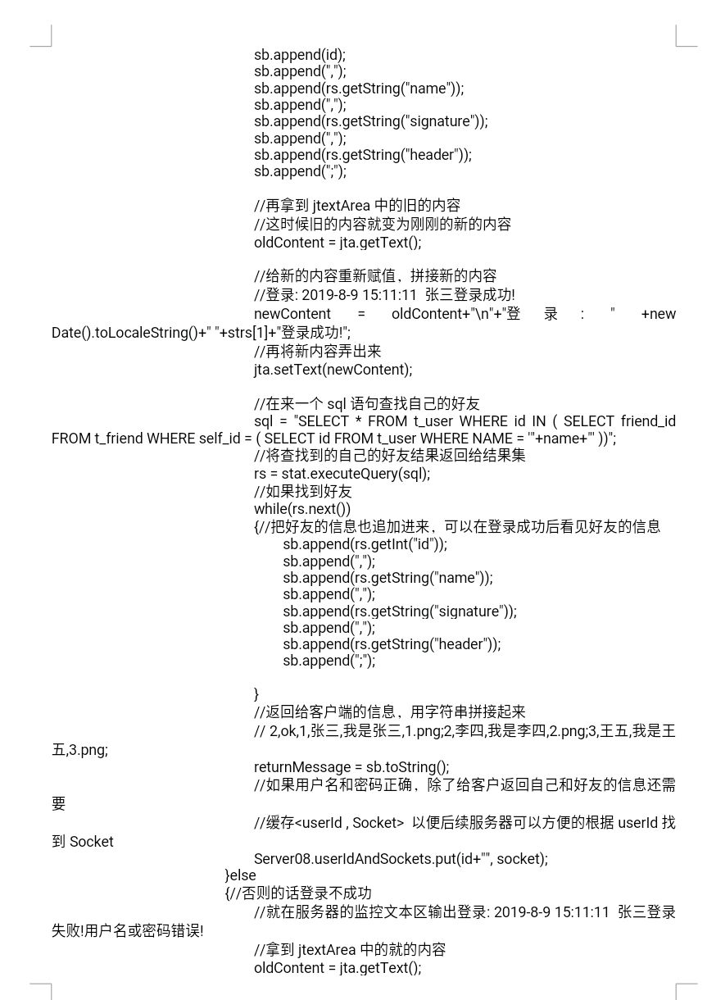 sb.append(id);
sb.append(",");
sb.append(rs.getString("name"));
sb.append(",");
sb.append(rs.getString("signature"));
sb.append(",");
sb.append(rs.getString("header"));
sb.append(";");
//再拿到 jtextArea 中的旧的内容
//这时候旧的内容就变为刚刚的新的内容
oldContent = jta.getText();
//给新的内容重新赋值，拼接新的内容
//登录: 2019-8-9 15:11:11  张三登录成功!
newContent = oldContent+"\n"+"登 录 : " +new
Date().toLocaleString()+" "+strs[1]+"登录成功!";
//再将新内容弄出来
jta.setText(newContent);
//在来一个 sql 语句查找自己的好友
sql = "SELECT * FROM t_user WHERE id IN ( SELECT friend_id
FROM t_friend WHERE self_id = ( SELECT id FROM t_user WHERE NAME = '"+name+"' ))";
//将查找到的自己的好友结果返回给结果集
rs = stat.executeQuery(sql);
//如果找到好友
while(rs.next())
{//把好友的信息也追加进来，可以在登录成功后看见好友的信息
sb.append(rs.getInt("id"));
sb.append(",");
sb.append(rs.getString("name"));
sb.append(",");
sb.append(rs.getString("signature"));
sb.append(",");
sb.append(rs.getString("header"));
sb.append(";");
}
//返回给客户端的信息，用字符串拼接起来
// 2,ok,1,张三,我是张三,1.png;2,李四,我是李四,2.png;3,王五,我是王
五,3.png;
returnMessage = sb.toString();
//如果用户名和密码正确，除了给客户返回自己和好友的信息还需
要
//缓存<userId , Socket>  以便后续服务器可以方便的根据 userId 找
到 Socket
Server08.userIdAndSockets.put(id+"", socket);
}else
{//否则的话登录不成功
//就在服务器的监控文本区输出登录: 2019-8-9 15:11:11  张三登录
失败!用户名或密码错误!
//拿到 jtextArea 中的就的内容
oldContent = jta.getText();